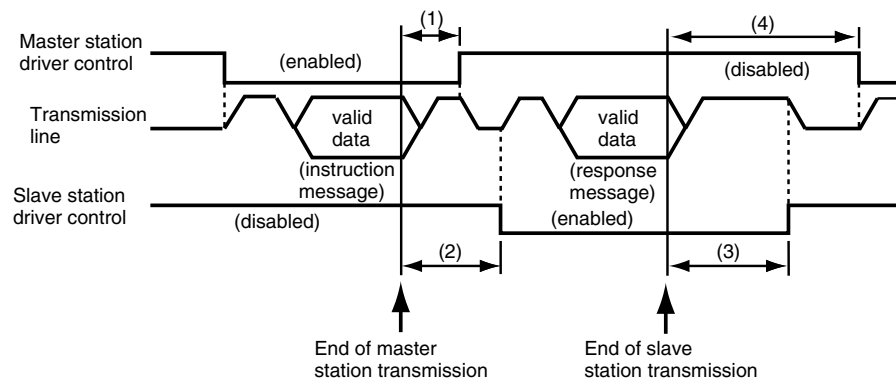 (1)
(4)
Master station
driver control
(enabled)
(disabled)
Transmission
line
valid
data
valid
data
(instruction
message)
(response
message)
Slave station
driver control
(disabled)
(enabled)
(2)
(3)
End of master
station transmission
End of slave
station transmission